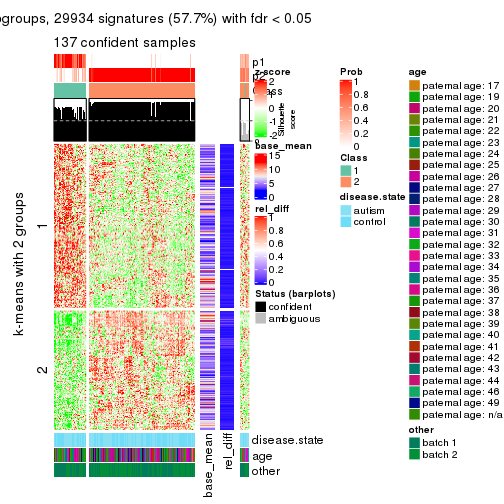 ogroups, 29934 signatures (57.7%) with fdr < 0.05
137 confident samples
p1
p2
Class
z-score
2
1
0
-1
-2
Silhouette
score
0
base_mean
15
10
5
0
rel_diff
1
0.8
0.6
0.4
0.2
0
Status (barplots)
confident
ambiguous
Prob
1
0.8
0.6
0.4
0.2
0
Class
1
2
disease.state
autism
control
age
paternal age: 17
paternal age: 19
paternal age: 20
paternal age: 21
paternal age: 22
paternal age: 23
paternal age: 24
paternal age: 25
paternal age: 26
paternal age: 27
paternal age: 28
paternal age: 29
paternal age: 30
paternal age: 31
paternal age: 32
paternal age: 33
paternal age: 34
paternal age: 35
paternal age: 36
paternal age: 37
paternal age: 38
paternal age: 39
paternal age: 40
paternal age: 41
paternal age: 42
paternal age: 43
paternal age: 44
paternal age: 46
paternal age: 49
paternal age: n/a
other
batch 1
batch 2
k-means with 2 groups
1
2
disease.state
age
other
base_mean
rel_diff